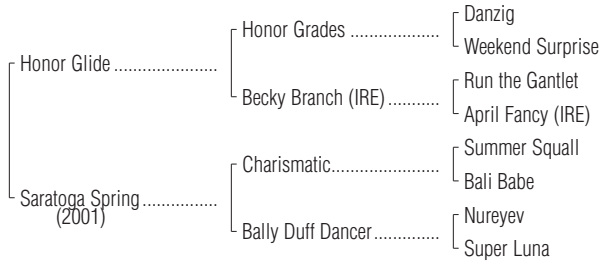 Danzig
Honor Grades ...................
Weekend Surprise
Honor Glide ......................
Run the Gantlet
Becky Branch (IRE) ...........
April Fancy (IRE)
Summer Squall
Charismatic.....................
Bali Babe
Saratoga Spring ................
(2001)
Nureyev
Bally Duff Dancer..............
Super Luna